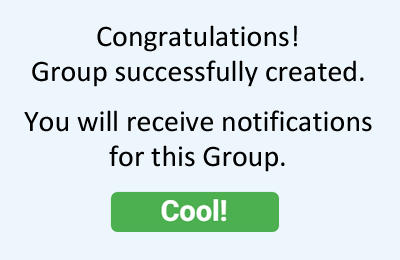 Congratulations!
Group successfully created.
You will receive notifications
for this Group.
Cool!